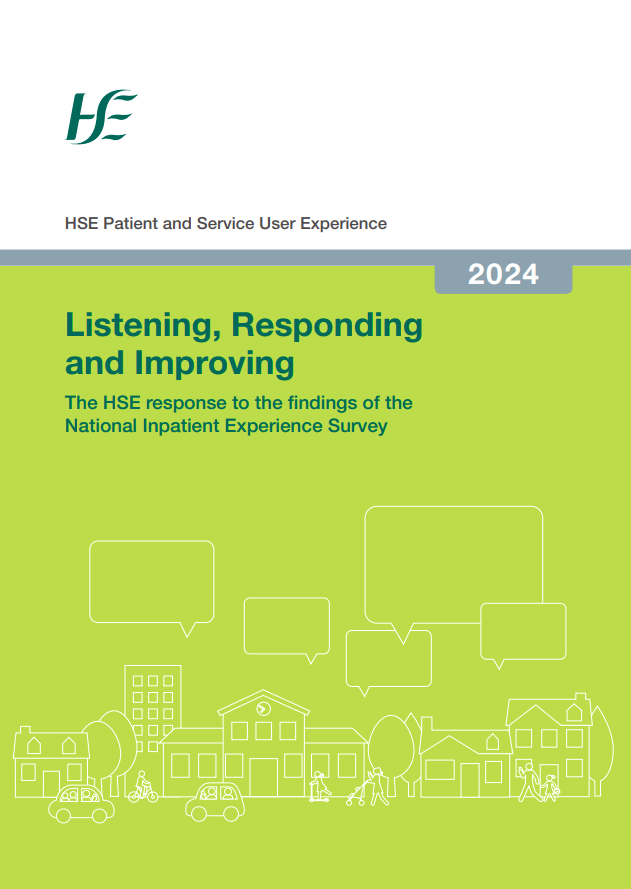 HSE
HSE Patient and Service User Experience
2024
Listening, Responding
and Improving
The HSE response to the findings of the
National Inpatient Experience Survey